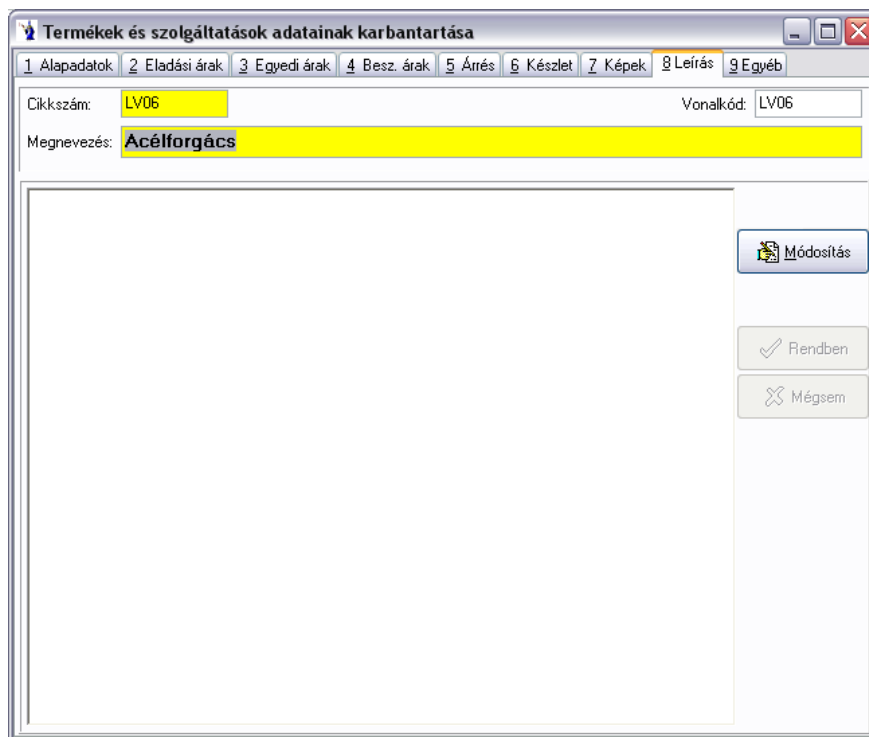 Termékek és szolgáltatások adatainak karbantartása
1 Alapadatok 2 Eladási árak 3 Egyedi árak 4 Besz. árak 5 Árrés 6 Készlet 7 Képek 8 Leírás 9 Egyéb
Cikkszám: LV06 Vonalkód: LV06
Megnevezés: Acélforgács
Módosítás
Rendben
Mégsem